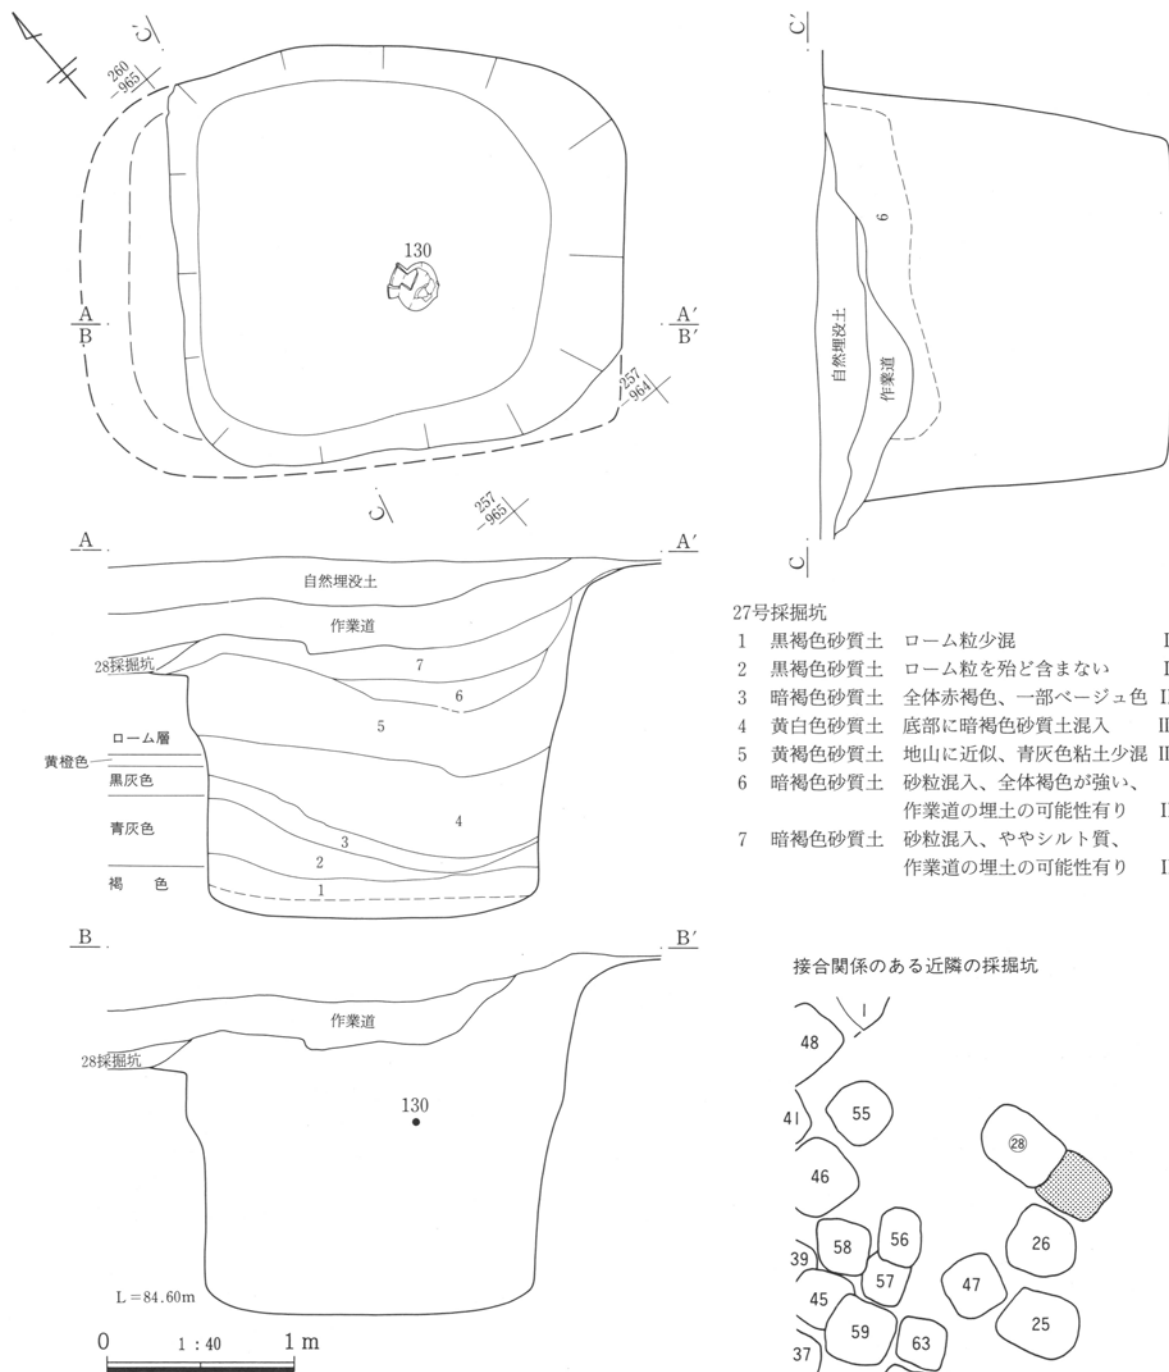 C'
260
-965
130
A
B
A'
B'
257
-964
C
257
-965
C'
6
自然埋没土
作業道
C
A
A'
自然埋没土
作業道
28採掘坑
7
6
5
ローム層
黄橙色
黒灰色
青灰色
褐 色
4
3
2
1
B
B'
作業道
28採掘坑
130
L=84.60m
0 1:40 1m
27号採掘坑
1 黒褐色砂質土 ローム粒少混
2 黒褐色砂質土 ローム粒を殆ど含まない
3 暗褐色砂質土 全体赤褐色、一部ベージュ色
4 黄白色砂質土 底部に暗褐色砂質土混入
5 黄褐色砂質土 地山に近似、青灰色粘土少混
6 暗褐色砂質土 砂粒混入、全体褐色が強い、
作業道の埋土の可能性有り
7 暗褐色砂質土 砂粒混入、ややシルト質、
作業道の埋土の可能性有り
接合関係のある近隣の採掘坑
1
48
41
55
28
46
39
58
56
57
26
47
45
59
63
25
37